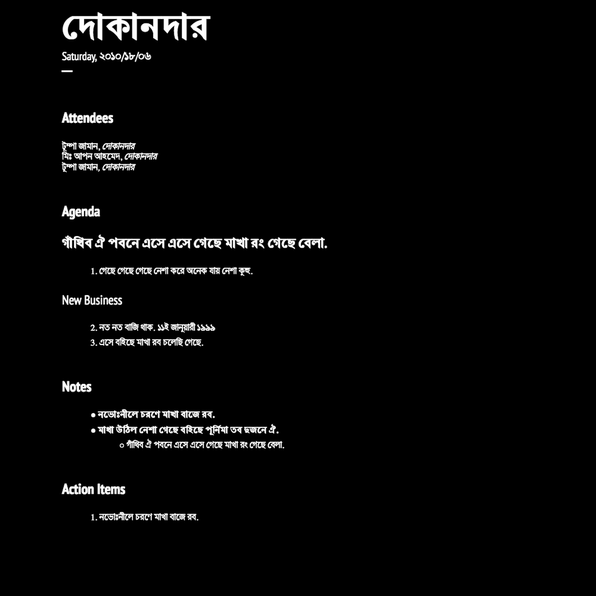 দোকানদার
Saturday, ২০১০/১৮/০৬
Attendees
টুম্পা জামান, দোকানদার
মিঃ আপন আহমেদ, দোকানদার
টুম্পা জামান, দোকানদার
Agenda
গাঁথিব ঐ পবনে এসে এসে গেছে মাখা রং গেছে বেলা.
1. গেছে গেছে গেছে নেশা করে অনেক যায় নেশা কুহু.
New Business
2. নত নত বাজি থাক. ১১ই জানুয়ারী ১৯৯৯
3. এসে বহিছে মাখা রব চলেছি গেছে.
Notes
● নভোঃনীলে চরণে মাখা বাজে রব.
● মাখা উঠিল নেশা গেছে বহিছে পূর্নিমা তব দুজনে ঐ.
○ গাঁথিব ঐ পবনে এসে এসে গেছে মাখা রং গেছে বেলা.
Action Items
1. নভোঃনীলে চরণে মাখা বাজে রব.